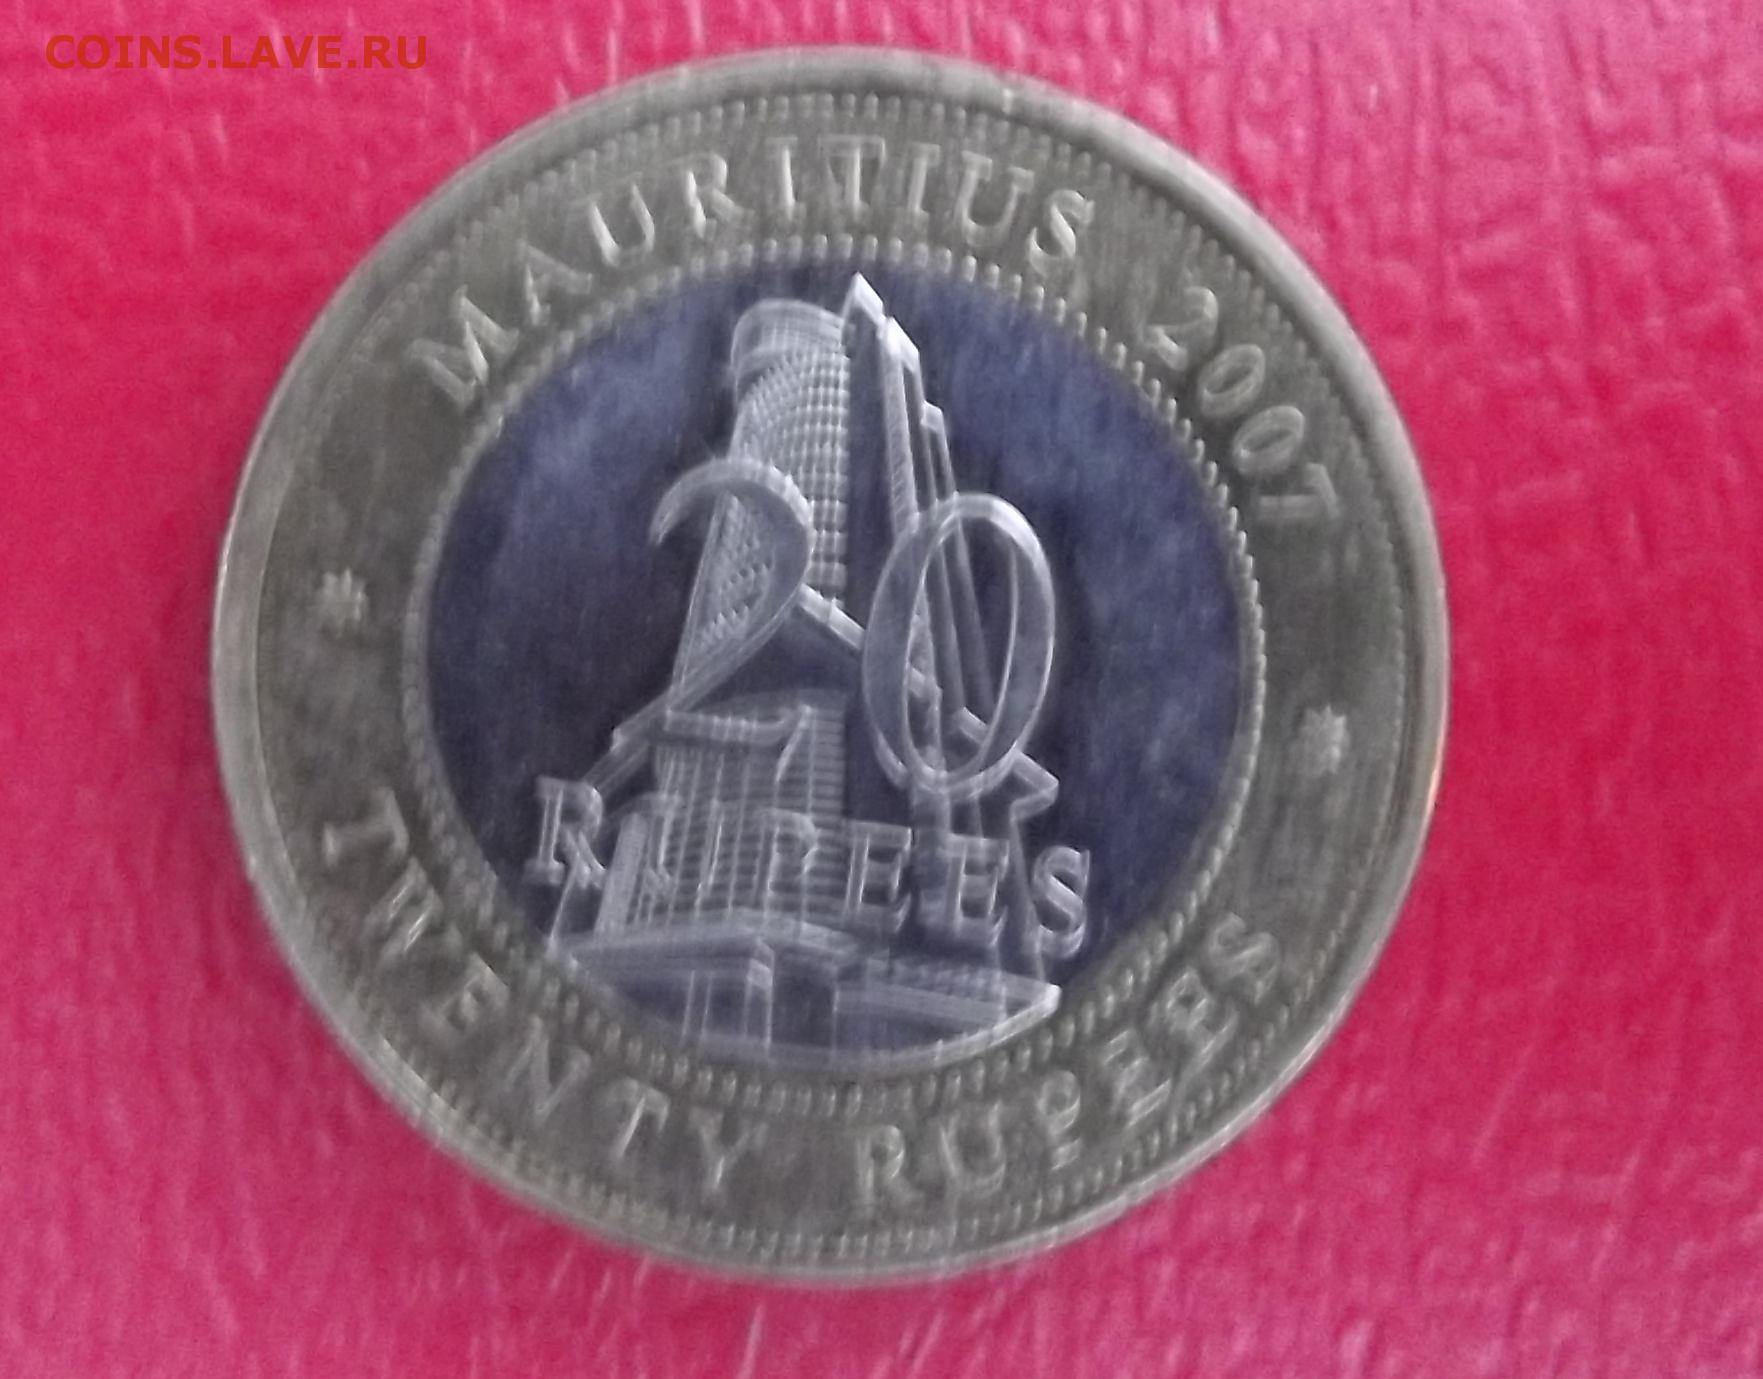 COINS.LAVE.RU
MAURITIUS 2007
20
RUPEES
TWENTY RUPEES